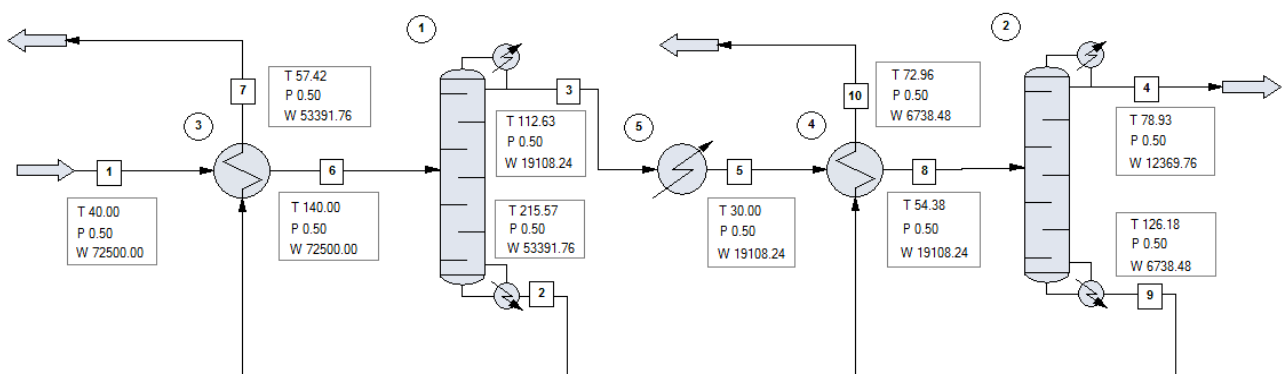 1
2
T 57.42
P 0.50
W 53391.76
7
3
T 112.63
P 0.50
W 19108.24
3
5
T 72.96
P 0.50
W 6738.48
10
4
T 78.93
P 0.50
W 12369.76
4
1
6
5
8
T 40.00
P 0.50
W 72500.00
T 140.00
P 0.50
W 72500.00
T 215.57
P 0.50
W 53391.76
2
T 30.00
P 0.50
W 19108.24
T 54.38
P 0.50
W 19108.24
T 126.18
P 0.50
W 6738.48
9